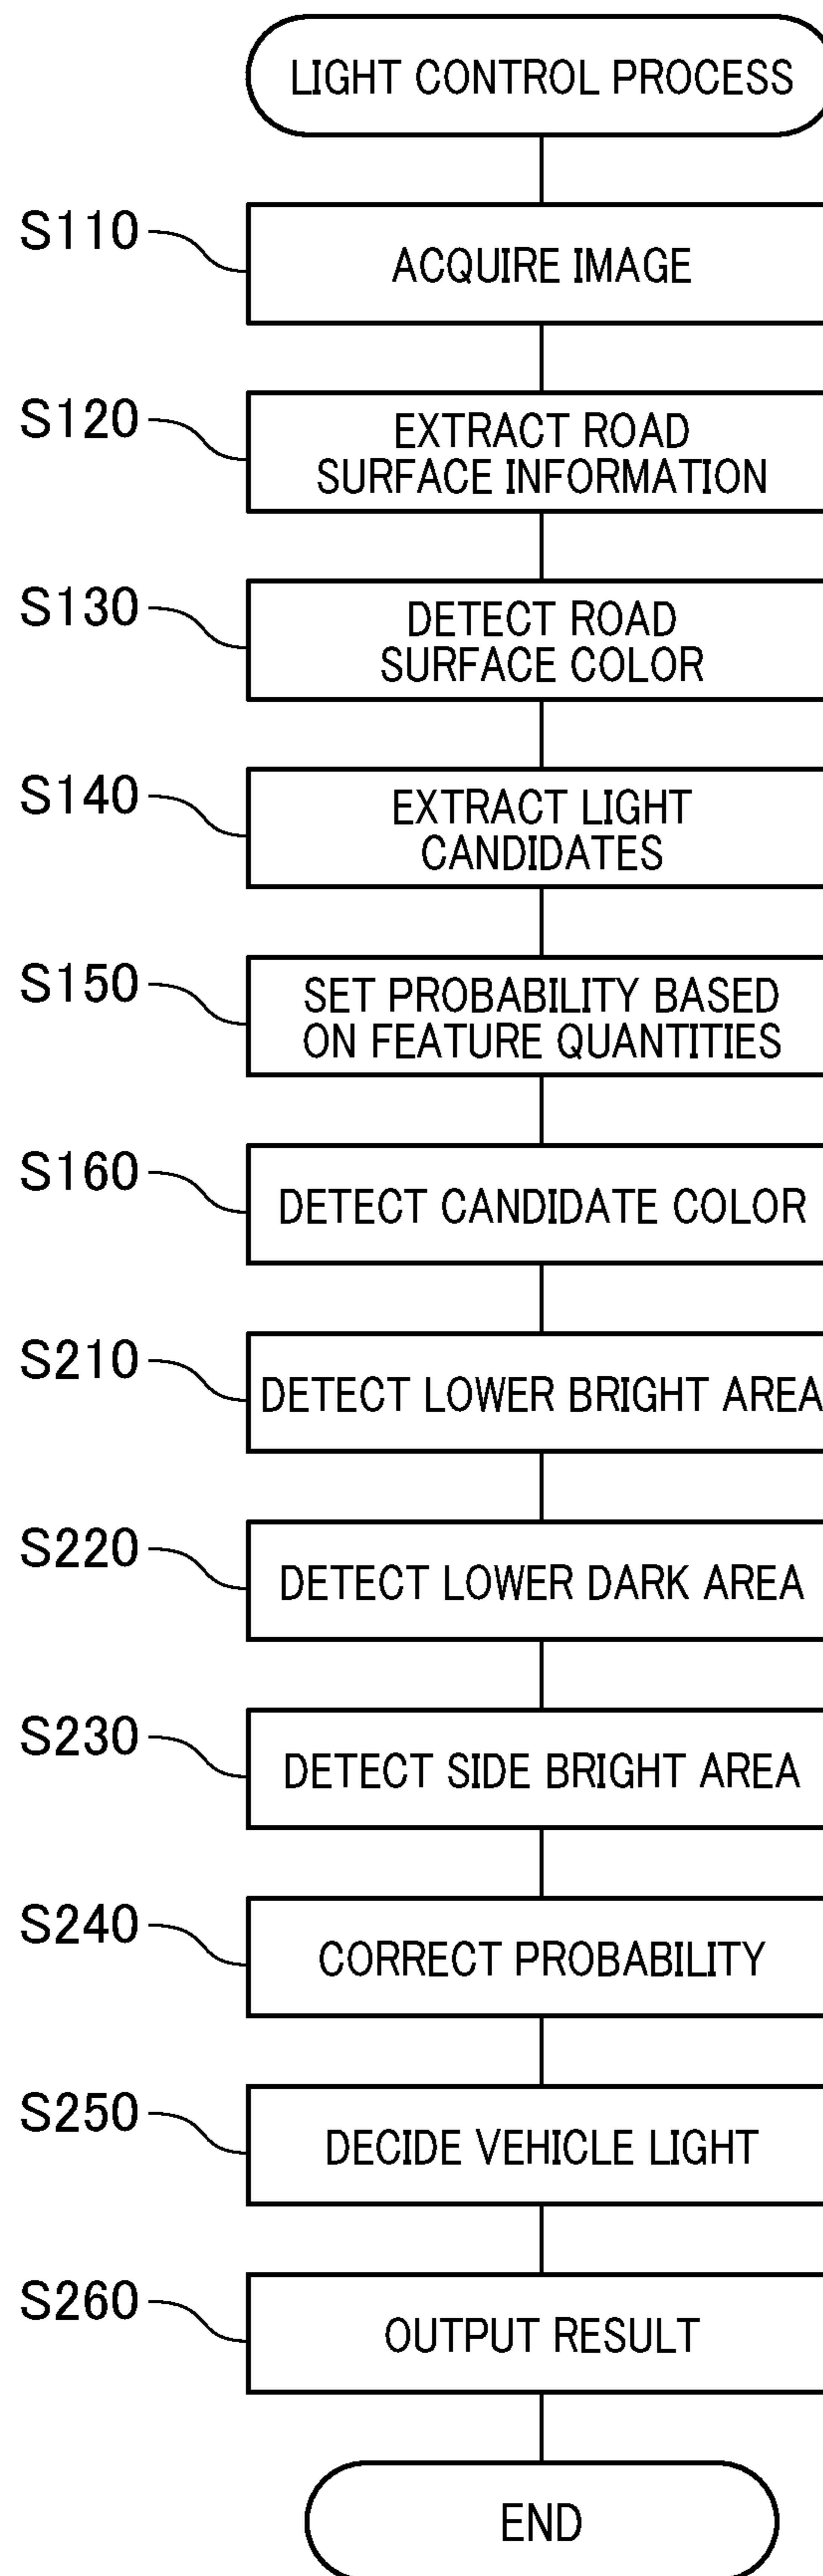 LIGHT CONTROL PROCESS
S110
ACQUIRE IMAGE
S120
EXTRACT ROAD
SURFACE INFORMATION
S130
DETECT ROAD
SURFACE COLOR
S140
EXTRACT LIGHT
CANDIDATES
S150
SET PROBABILITY BASED
ON FEATURE QUANTITIES
S160
DETECT CANDIDATE COLOR
S210
DETECT LOWER BRIGHT AREA
S220
DETECT LOWER DARK AREA
S230
DETECT SIDE BRIGHT AREA
S240
CORRECT PROBABILITY
S250
DECIDE VEHICLE LIGHT
S260
OUTPUT RESULT
END